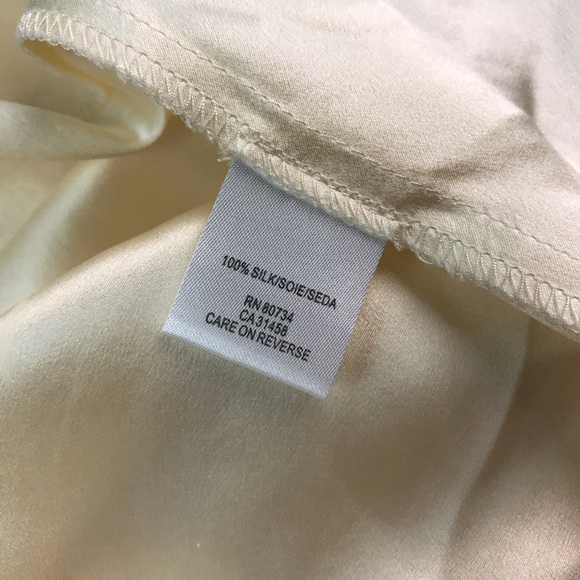 100% SILK/SOIE/SEDA
RN 80734
CA 31458
CARE ON REVERSE